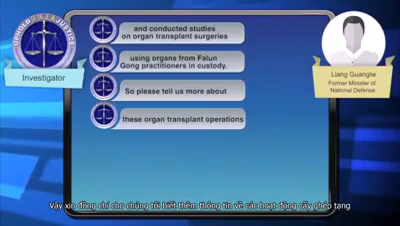 UPHOLD JUSTICE
Investigator
and conducted studies
on organ transplant surgeries
using organs from Falun
Gong practitioners in custody.
So please tell us more about
these organ transplant operations
Liang Guanglie
Former Minister of
National Defense
Vậy xin đồng chí cho chúng tôi biết thêm thông tin về các hoạt động cấy ghép tạng